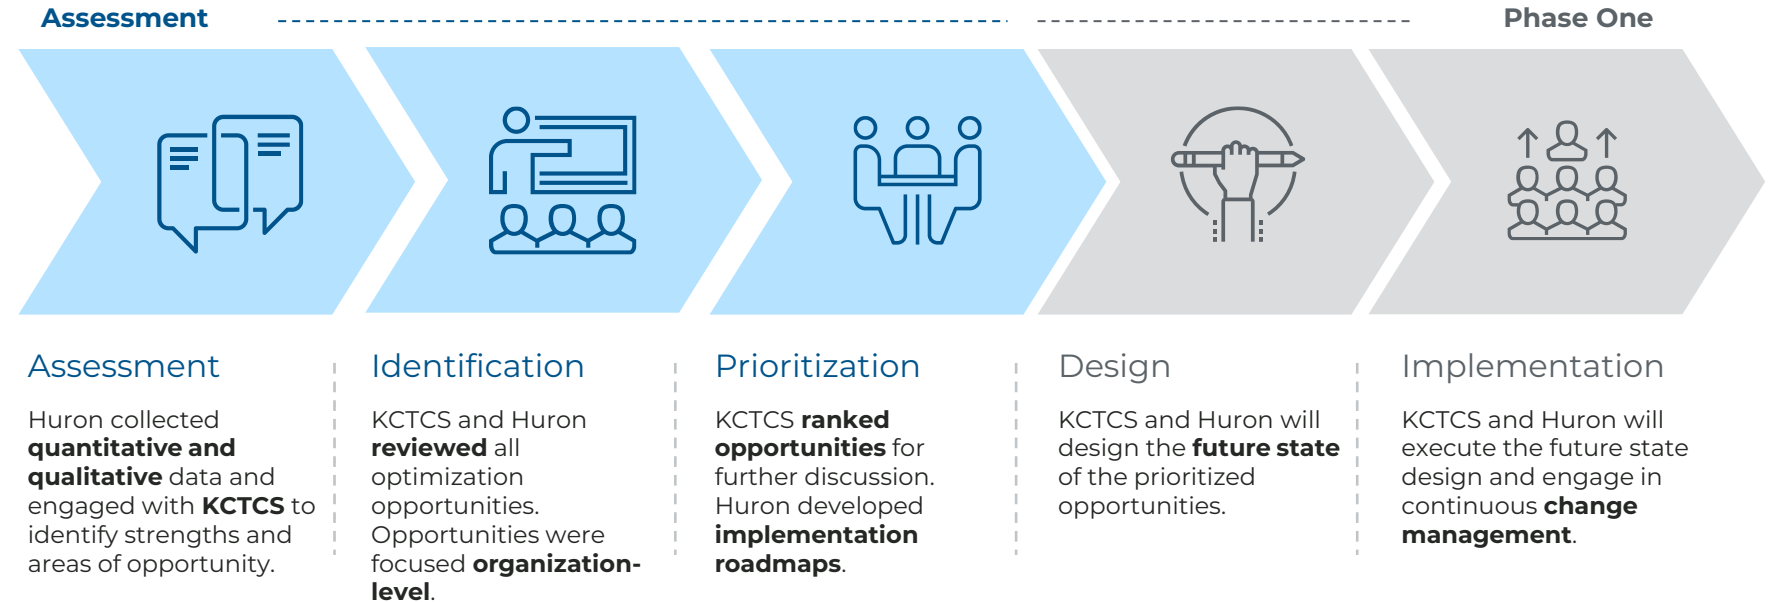 Assessment
Phase One
Assessment
Huron collected
quantitative and
qualitative data and
engaged with KCTCS to
identify strengths and
areas of opportunity.
Identification
KCTCS and Huron
reviewed all
optimization
opportunities.
Opportunities were
focused organization-
level.
Prioritization
KCTCS ranked
opportunities for
further discussion.
Huron developed
implementation
roadmaps.
Design
KCTCS and Huron will
design the future state
of the prioritized
opportunities.
Implementation
KCTCS and Huron will
execute the future state
design and engage in
continuous change
management.